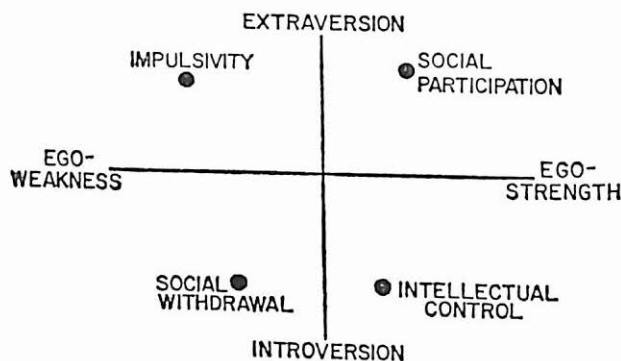 EXTRAVERSION
IMPULSIVITY
SOCIAL
PARTICIPATION
EGO-
WEAKNESS
EGO-
STRENGTH
SOCIAL
WITHDRAWAL
INTELLECTUAL
CONTROL
INTROVERSION